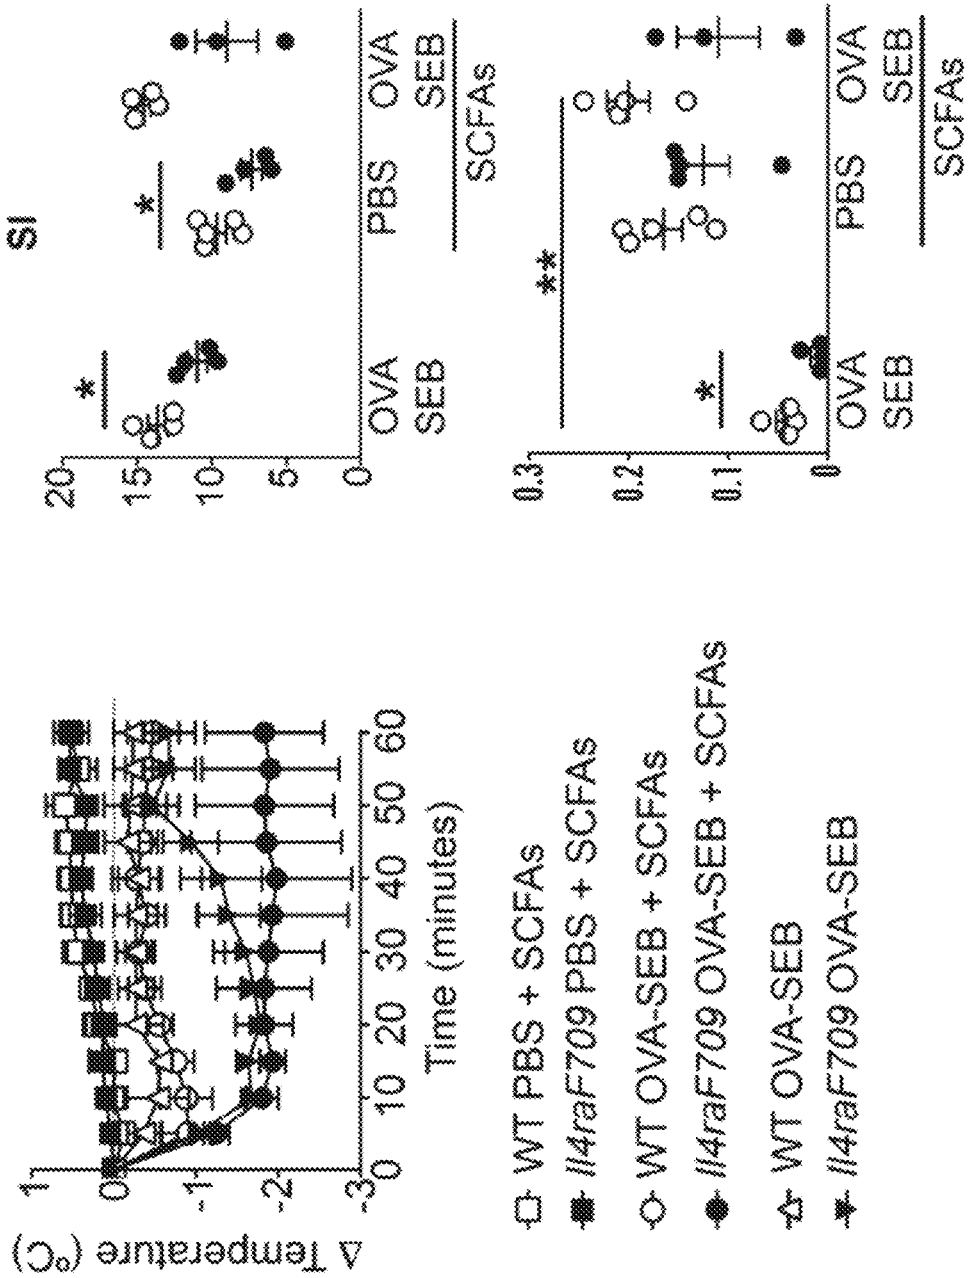 Δ Temperature (ºC)
1
0
-1
-2
-3
0
10
20
30
40
50
60
Time (minutes)
WT PBS + SCFAs
Il4raF709 PBS + SCFAs
WT OVA-SEB + SCFAs
Il4raF709 OVA-SEB + SCFAs
WT OVA-SEB
Il4raF709 OVA-SEB
SI
20
15
10
5
0
*
*
OVA PBS OVA
SEB SEB
SCFAs
0.3
0.2
0.1
0
**
*
OVA PBS OVA
SEB SEB
SCFAs